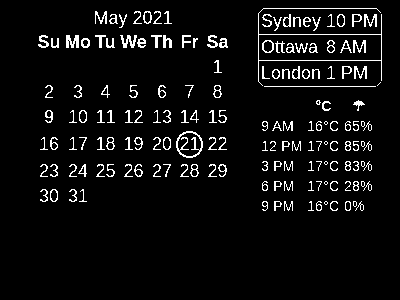 May 2021
Su Mo Tu We Th Fr Sa
1
2 3 4 5 6 7 8
9 10 11 12 13 14 15
16 17 18 19 20 21 22
23 24 25 26 27 28 29
30 31
Sydney 10 PM
Ottawa 8 AM
London 1 PM
°C ☂
9 AM 16°C 65%
12 PM 17°C 85%
3 PM 17°C 83%
6 PM 17°C 28%
9 PM 16°C 0%